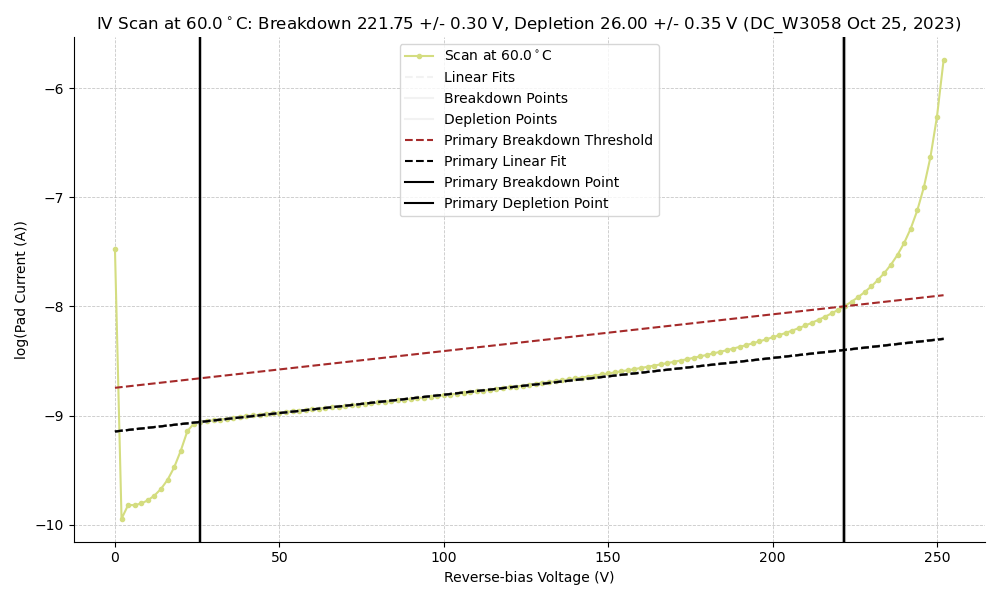 IV Scan at 60.0°C: Breakdown 221.75 +/- 0.30 V, Depletion 26.00 +/- 0.35 V (DC_W3058 Oct 25, 2023)
Scan at 60.0°C
Linear Fits
Breakdown Points
Depletion Points
Primary Breakdown Threshold
Primary Linear Fit
Primary Breakdown Point
Primary Depletion Point
log(Pad Current (A))
−6
−7
−8
−9
−10
0 50 100 150 200 250
Reverse-bias Voltage (V)